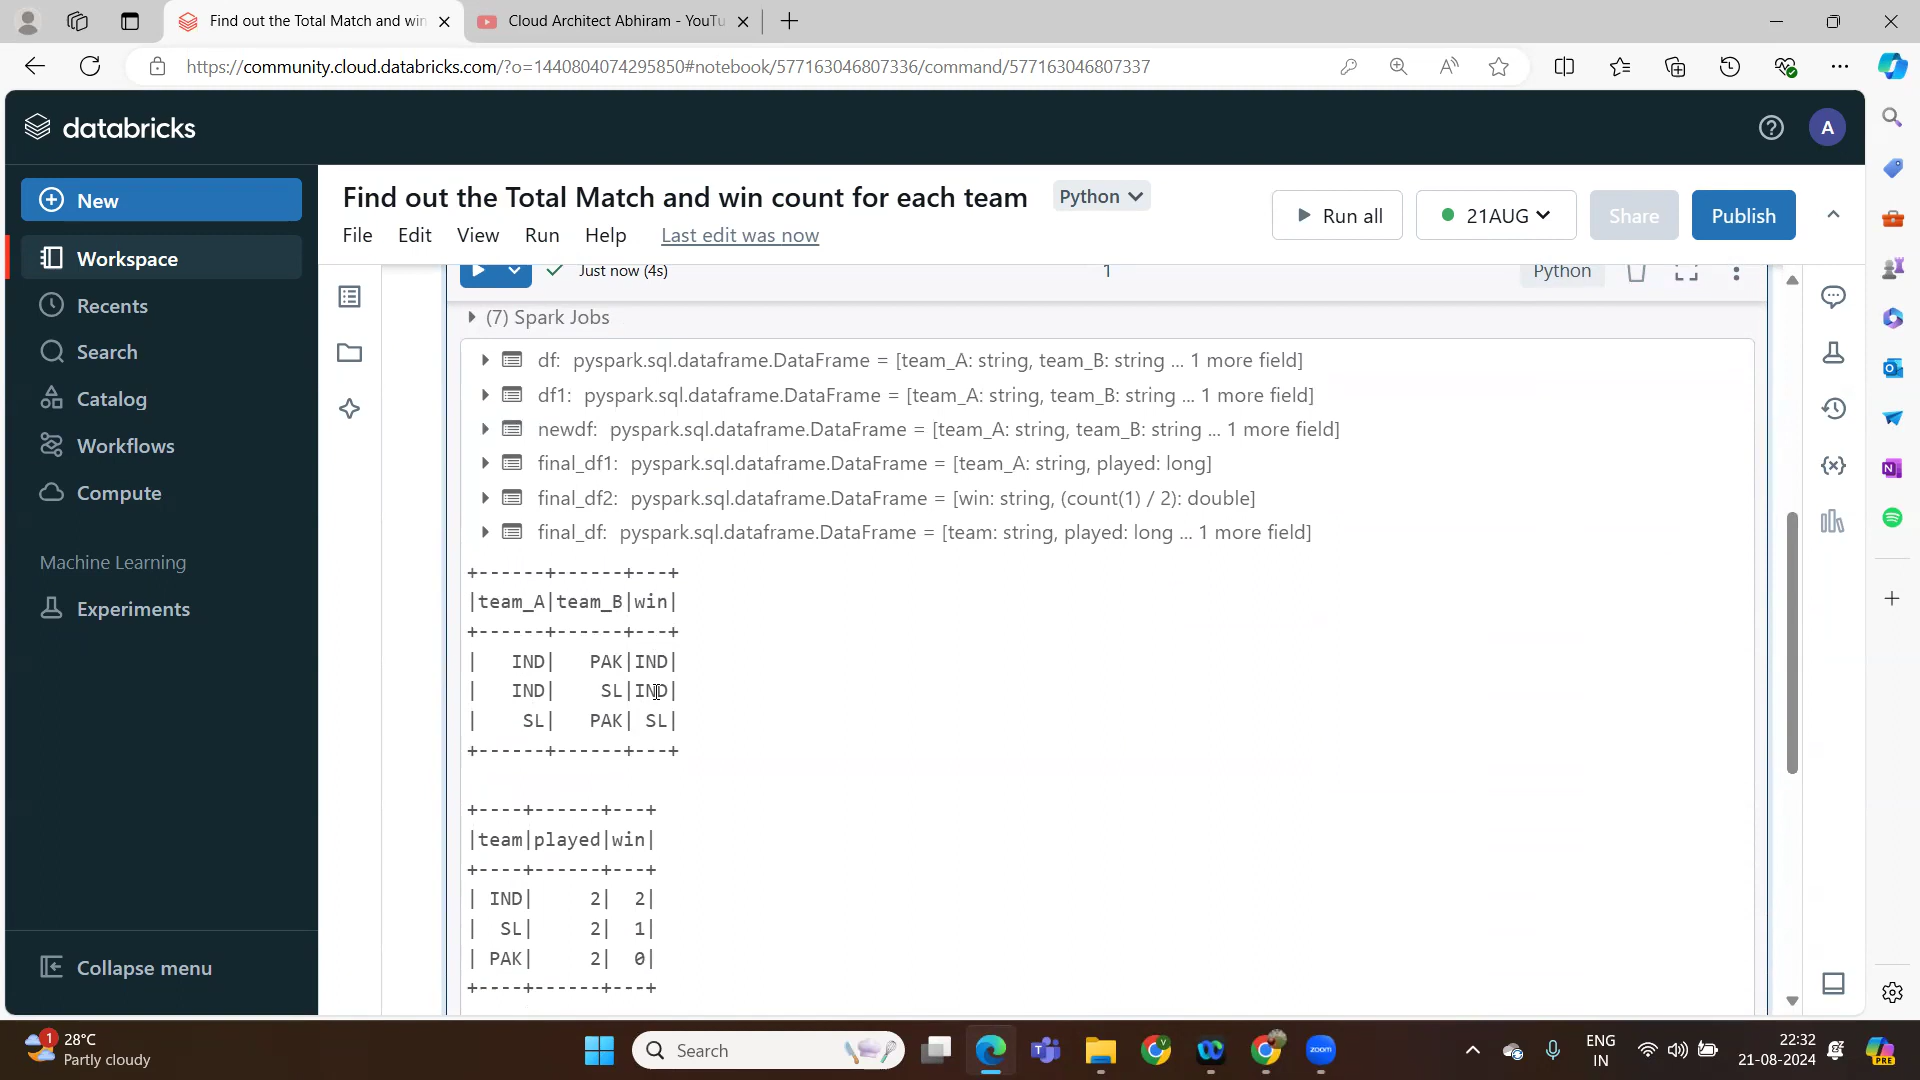 Find out the Total Match and win
Cloud Architect Abhiram - YouTu
https://community.cloud.databricks.com/?o=1440804074295850#notebook/577163046807336/command/577163046807337
databricks
A
New
Workspace
Recents
Search
Catalog
Workflows
Compute
Machine Learning
Experiments
Collapse menu
Find out the Total Match and win count for each team
Python
File Edit View Run Help Last edit was now
Run all
21AUG
Share
Publish
Just now (4s)
1
Python
(7) Spark Jobs
df: pyspark.sql.dataframe.DataFrame = [team_A: string, team_B: string ... 1 more field]
df1: pyspark.sql.dataframe.DataFrame = [team_A: string, team_B: string ... 1 more field]
newdf: pyspark.sql.dataframe.DataFrame = [team_A: string, team_B: string ... 1 more field]
final_df1: pyspark.sql.dataframe.DataFrame = [team_A: string, played: long]
final_df2: pyspark.sql.dataframe.DataFrame = [win: string, (count(1) / 2): double]
final_df: pyspark.sql.dataframe.DataFrame = [team: string, played: long ... 1 more field]
+------+------+---+
|team_A|team_B|win|
+------+------+---+
|   IND|   PAK|IND|
|   IND|    SL|IND|
|    SL|   PAK| SL|
+------+------+---+
+----+------+---+
|team|played|win|
+----+------+---+
| IND|     2|  2|
|  SL|     2|  1|
| PAK|     2|  0|
+----+------+---+
1
28°C
Partly cloudy
Search
zoom
ENG
IN
22:32
21-08-2024
PRE